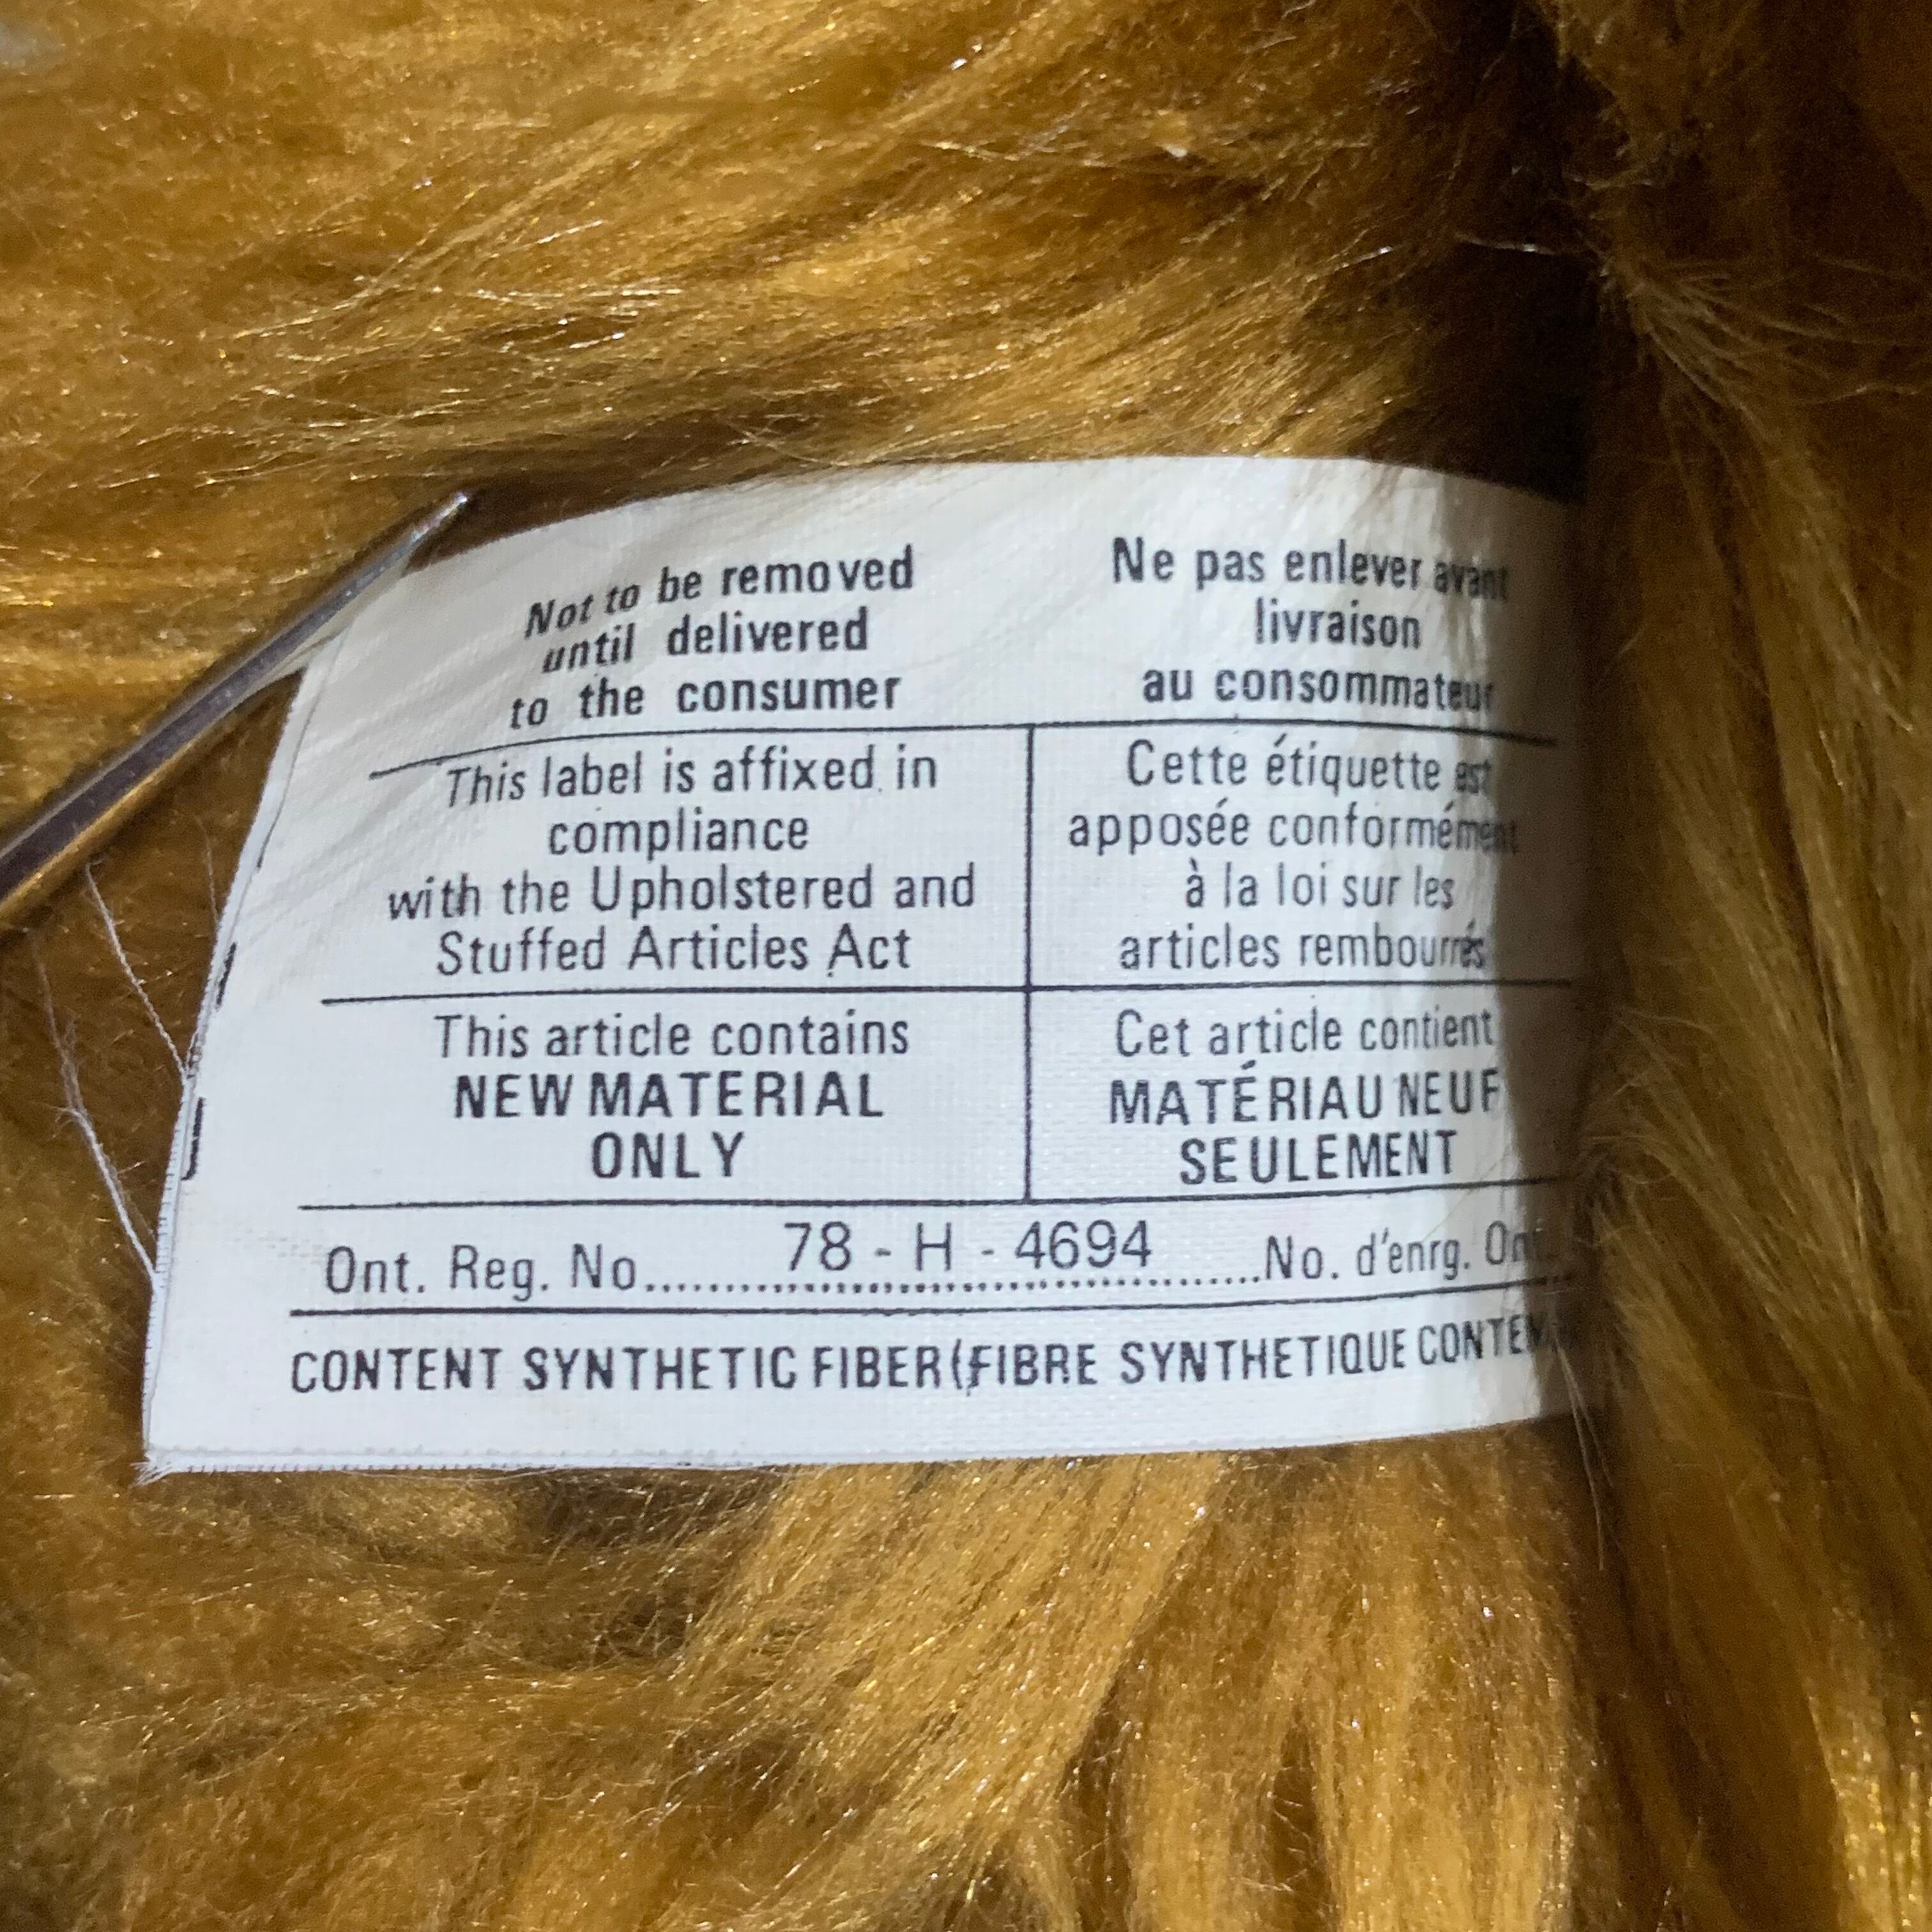 Not to be removed
until delivered
to the consumer
Ne pas enlever avant
livraison
au consommateur
This label is affixed in
compliance
with the Upholstered and
Stuffed Articles Act
Cette étiquette est
apposée conformément
à la loi sur les
articles rembourrés
This article contains
NEW MATERIAL
ONLY
Cet article contient
MATÉRIAU NEUF
SEULEMENT
Ont. Reg. No. 78 - H - 4694 No. d'enrg. Ont.
CONTENT SYNTHETIC FIBER (FIBRE SYNTHETIQUE